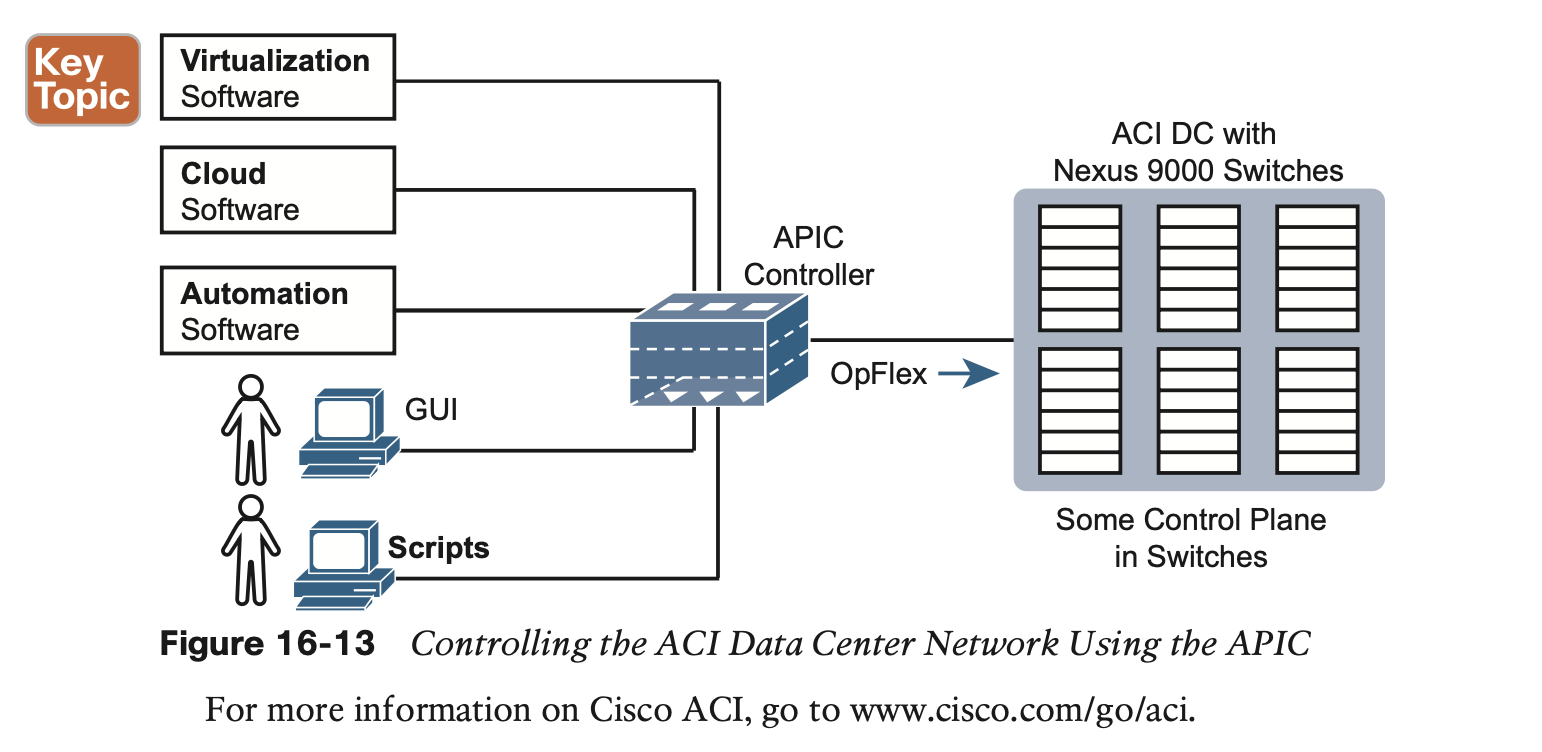 Key
Topic
Virtualization
Software
Cloud
Software
Automation
Software
GUI
Scripts
APIC
Controller
OpFlex
ACI DC with
Nexus 9000 Switches
Some Control Plane
in Switches
Figure 16-13 Controlling the ACI Data Center Network Using the APIC
For more information on Cisco ACI, go to www.cisco.com/go/aci.